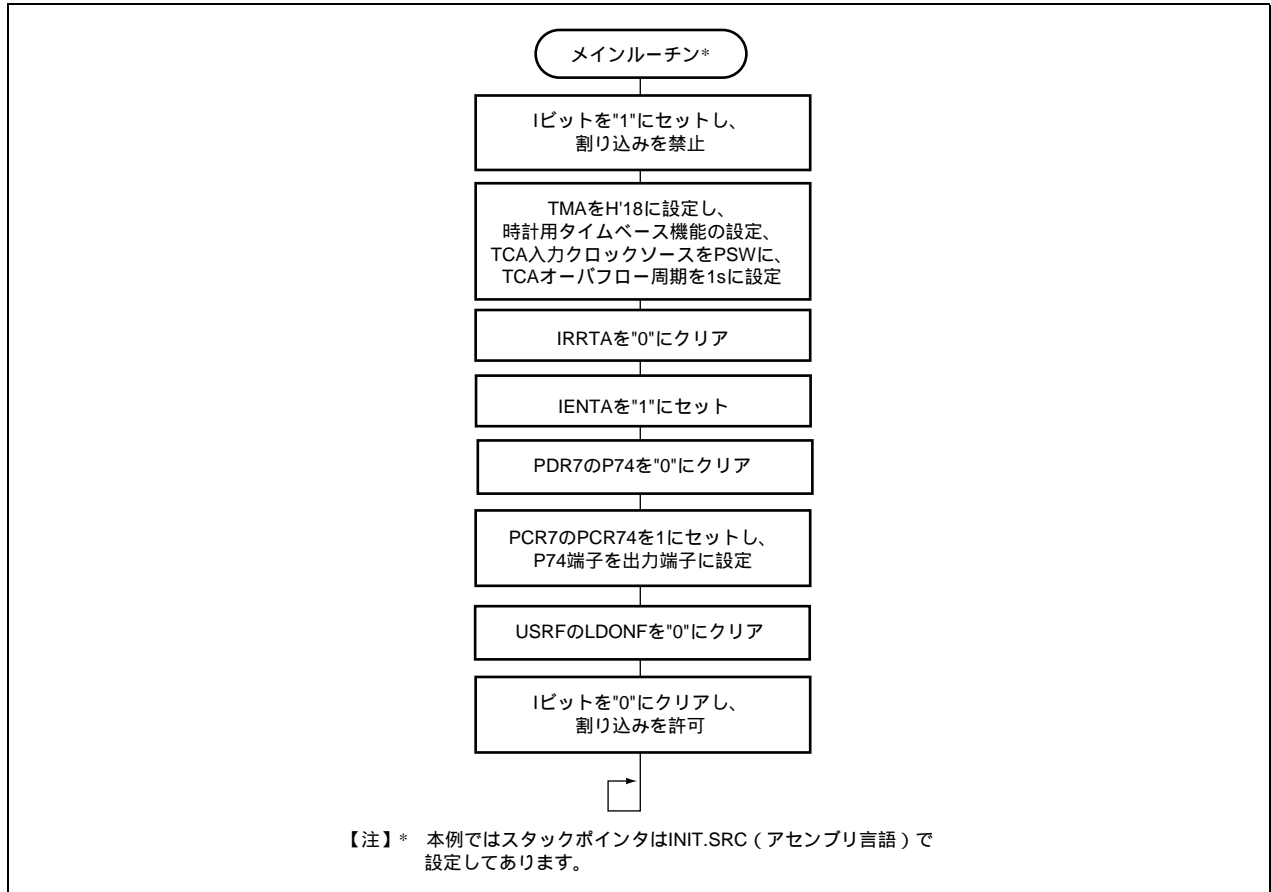 メインルーチン*
Iビットを"1"にセットし、
割り込みを禁止
TMAをH'18に設定し、
時計用タイムベース機能の設定、
TCA入力クロックソースをPSWに、
TCAオーバフロー周期を1sに設定
IRRTAを"0"にクリア
IENTAを"1"にセット
PDR7のP74を"0"にクリア
PCR7のPCR74を1にセットし、
P74端子を出力端子に設定
USRFのLDONFを"0"にクリア
Iビットを"0"にクリアし、
割り込みを許可
【注】* 本例ではスタックポインタはINIT.SRC(アセンブリ言語)で
設定してあります。